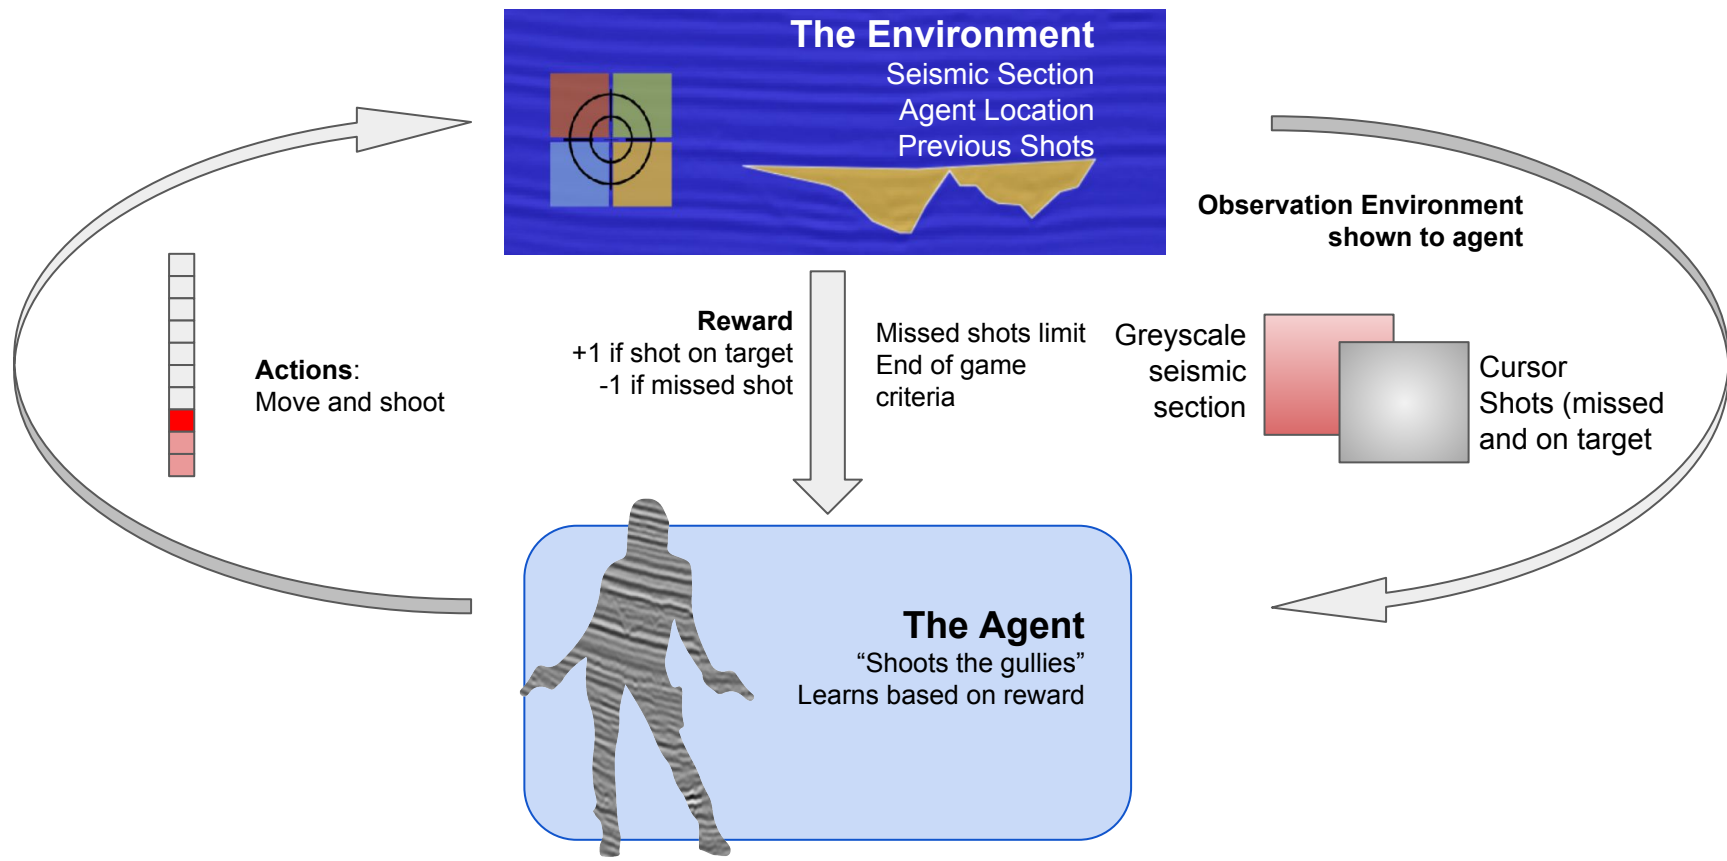 The Environment
Seismic Section
Agent Location
Previous Shots
Observation Environment
shown to agent
Reward
+1 if shot on target
-1 if missed shot
Missed shots limit
End of game
criteria
Greyscale
seismic
section
Cursor
Shots (missed
and on target
Actions:
Move and shoot
The Agent
“Shoots the gullies”
Learns based on reward